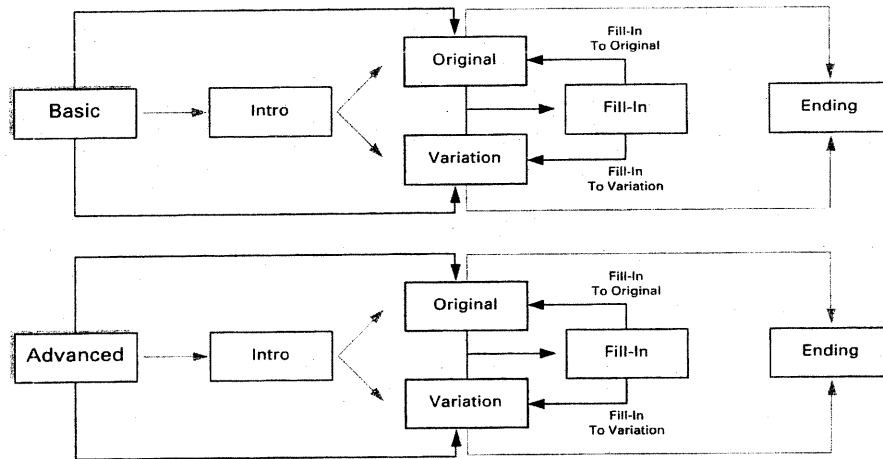 Fill-In
To Original
Original
Basic
Intro
Fill-In
Ending
Variation
Fill-In
To Variation
Fill-In
To Original
Original
Advanced
Intro
Fill-In
Ending
Variation
Fill-In
To Variation